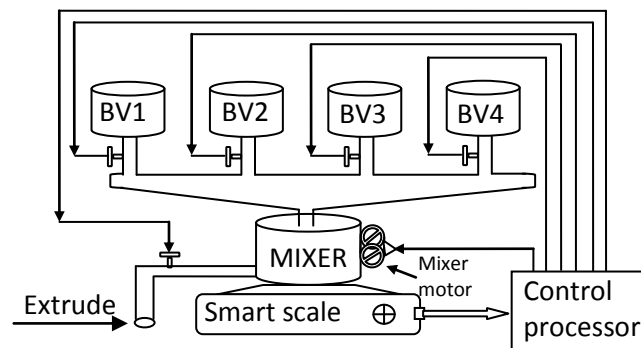 BV1
BV2
BV3
BV4
MIXER
Mixer
motor
Extrude
Smart scale
Control
processor